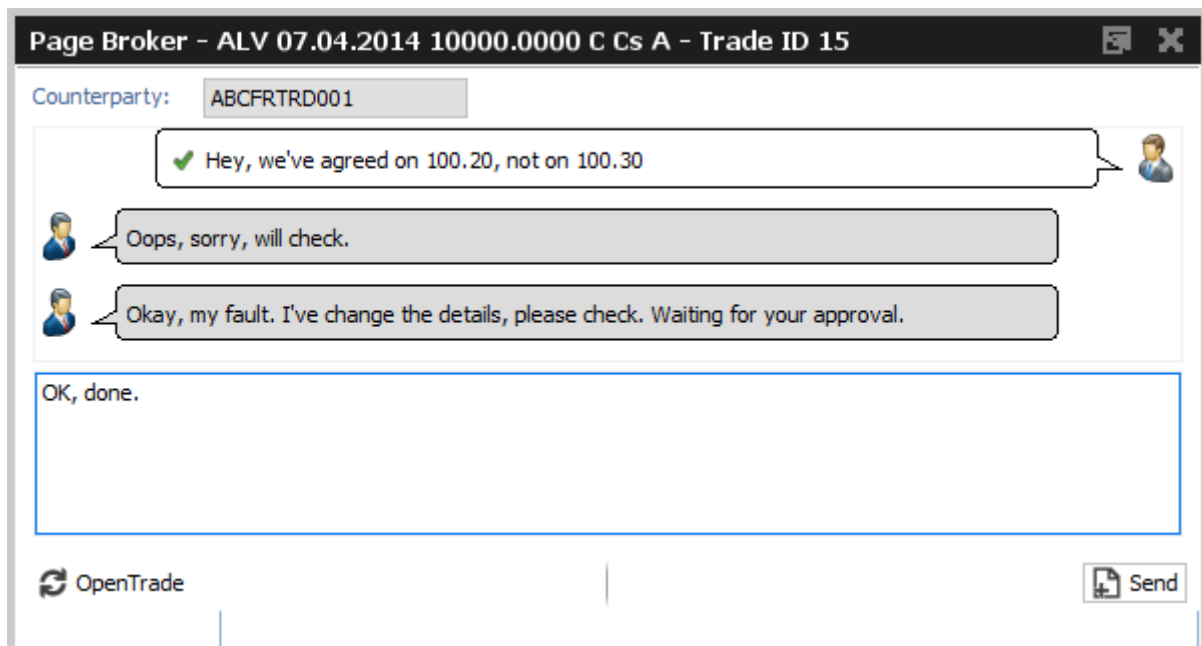 Page Broker - ALV 07.04.2014 10000.0000 C Cs A - Trade ID 15
Counterparty: ABCFRTRD001
Hey, we've agreed on 100.20, not on 100.30
Oops, sorry, will check.
Okay, my fault. I've change the details, please check. Waiting for your approval.
OK, done.
OpenTrade Send